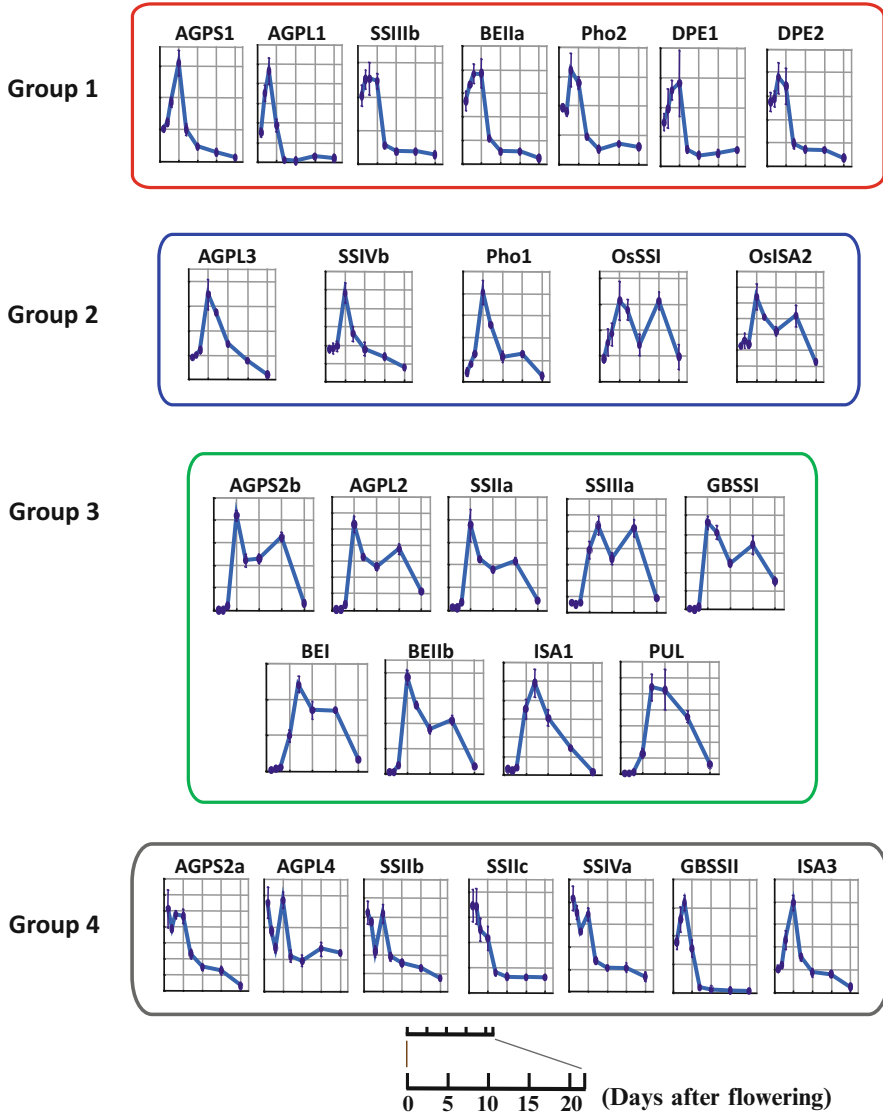 AGPS1 AGPL1 SSIIIb BEIIa Pho2 DPE1 DPE2
Group 1
AGPL3 SSIVb Pho1 OsSSI OsISA2
Group 2
AGPS2b AGPL2 SSIIa SSIIIa GBSSI
Group 3
BEI BEIIb ISA1 PUL
AGPS2a AGPL4 SSIIb SSIIc SSIVa GBSSII ISA3
Group 4
0 5 10 15 20 (Days after flowering)